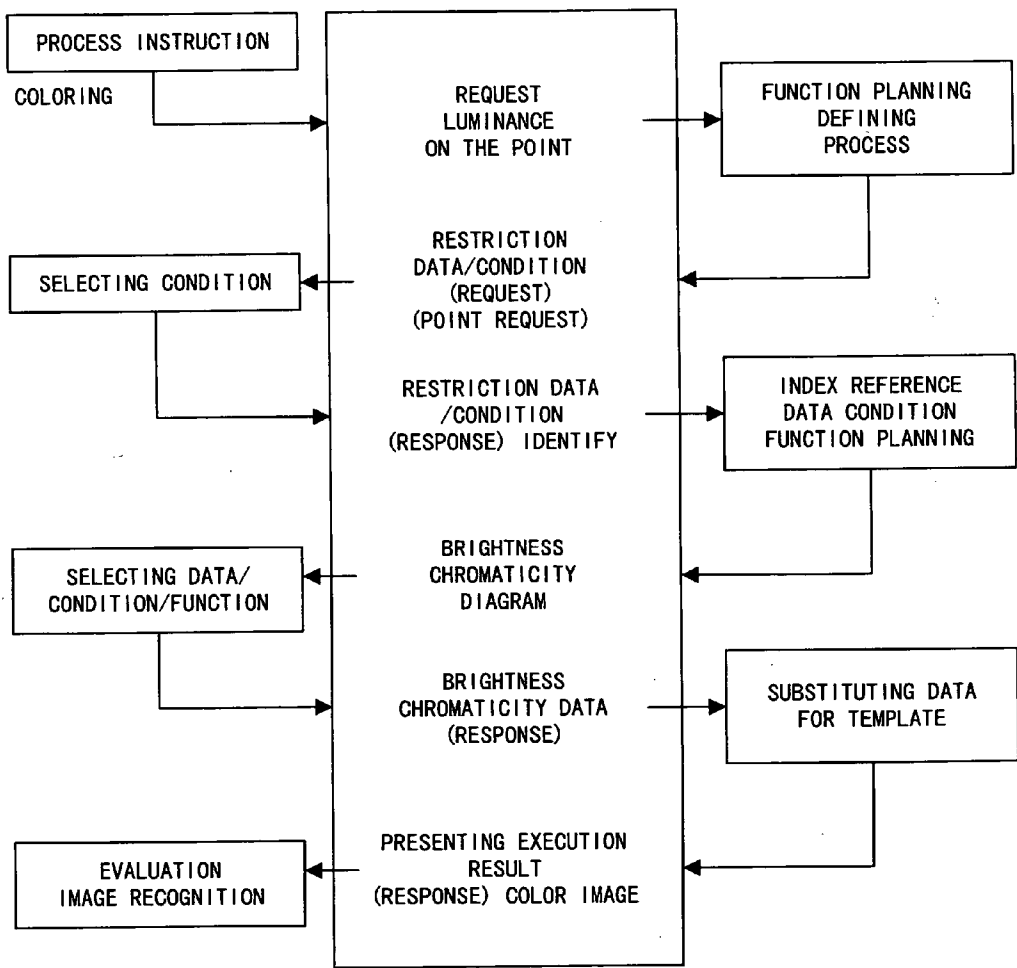 PROCESS INSTRUCTION
COLORING
REQUEST
LUMINANCE
ON THE POINT
FUNCTION PLANNING
DEFINING
PROCESS
SELECTING CONDITION
RESTRICTION
DATA/CONDITION
(REQUEST)
(POINT REQUEST)
RESTRICTION DATA
/CONDITION
(RESPONSE) IDENTIFY
INDEX REFERENCE
DATA CONDITION
FUNCTION PLANNING
SELECTING DATA/
CONDITION/FUNCTION
BRIGHTNESS
CHROMATICITY
DIAGRAM
BRIGHTNESS
CHROMATICITY DATA
(RESPONSE)
SUBSTITUTING DATA
FOR TEMPLATE
EVALUATION
IMAGE RECOGNITION
PRESENTING EXECUTION
RESULT
(RESPONSE) COLOR IMAGE